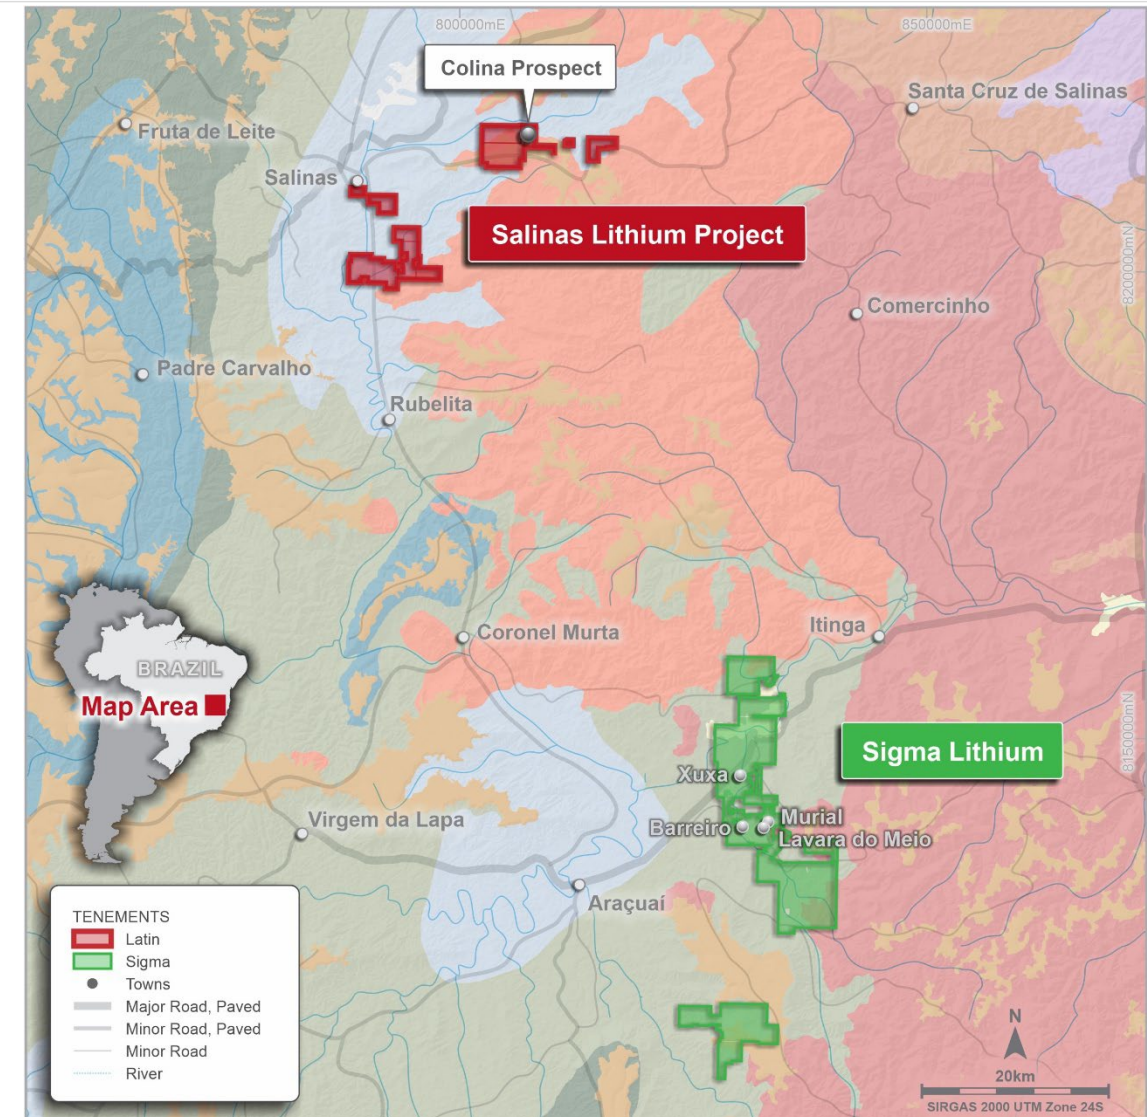 800000mE
850000mE
Colina Prospect
Santa Cruz de Salinas
Fruta de Leite
Salinas
Salinas Lithium Project
8200000mN
Comercinho
Padre Carvalho
Rubelita
Coronel Murta
Itinga
BRAZIL
Map Area
8150000mN
Sigma Lithium
Xuxa
Murial
Barreiro
Lavara do Meio
Virgem da Lapa
Araçuaí
TENEMENTS
Latin
Sigma
Towns
Major Road, Paved
Minor Road, Paved
Minor Road
River
N
20km
SIRGAS 2000 UTM Zone 24S